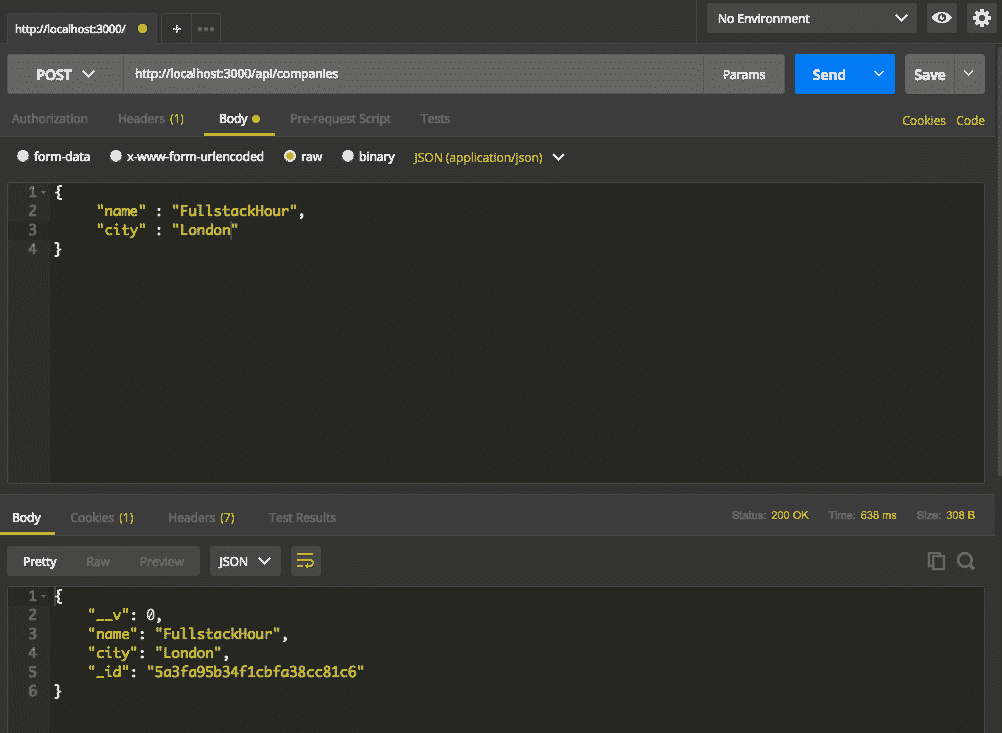 http://localhost:3000/ + No Environment
POST http://localhost:3000/api/companies Params Send Save
Authorization Headers (1) Body Pre-request Script Tests Cookies Code
form-data x-www-form-urlencoded raw binary JSON (application/json)
1 {
2 "name" : "FullstackHour",
3 "city" : "London"
4 }
Body Cookies (1) Headers (7) Test Results Status: 200 OK Time: 638 ms Size: 308 B
Pretty Raw Preview JSON
1 {
2 "__v": 0,
3 "name": "FullstackHour",
4 "city": "London",
5 "_id": "5a3fa95b34f1cbfa38cc81c6"
6 }